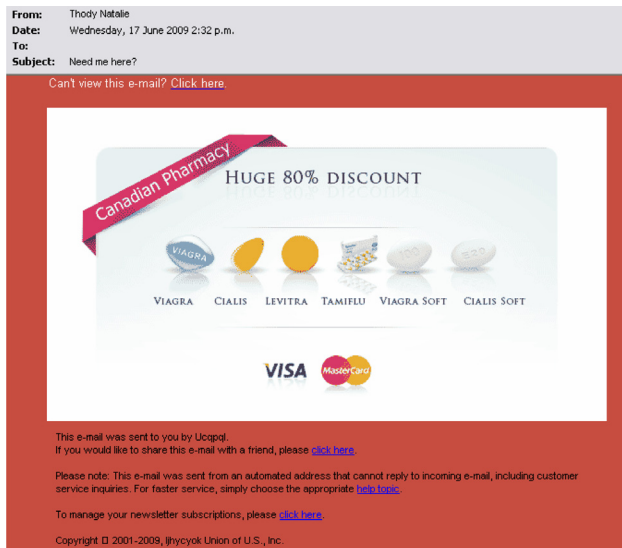 From: Thody Natalie
Date: Wednesday, 17 June 2009 2:32 p.m.
To:
Subject: Need me here?
Can't view this e-mail? Click here.
Canadian Pharmacy
HUGE 80% DISCOUNT
VIAGRA
100
VIAGRA CIALIS LEVITRA TAMIFLU VIAGRA SOFT CIALIS SOFT
VISA MasterCard
This e-mail was sent to you by Ucqpql.
If you would like to share this e-mail with a friend, please click here.
Please note: This e-mail was sent from an automated address that cannot reply to incoming e-mail, including customer
service inquiries. For faster service, simply choose the appropriate help topic.
To manage your newsletter subscriptions, please click here.
Copyright □ 2001-2009, Ijhycyok Union of U.S., Inc.